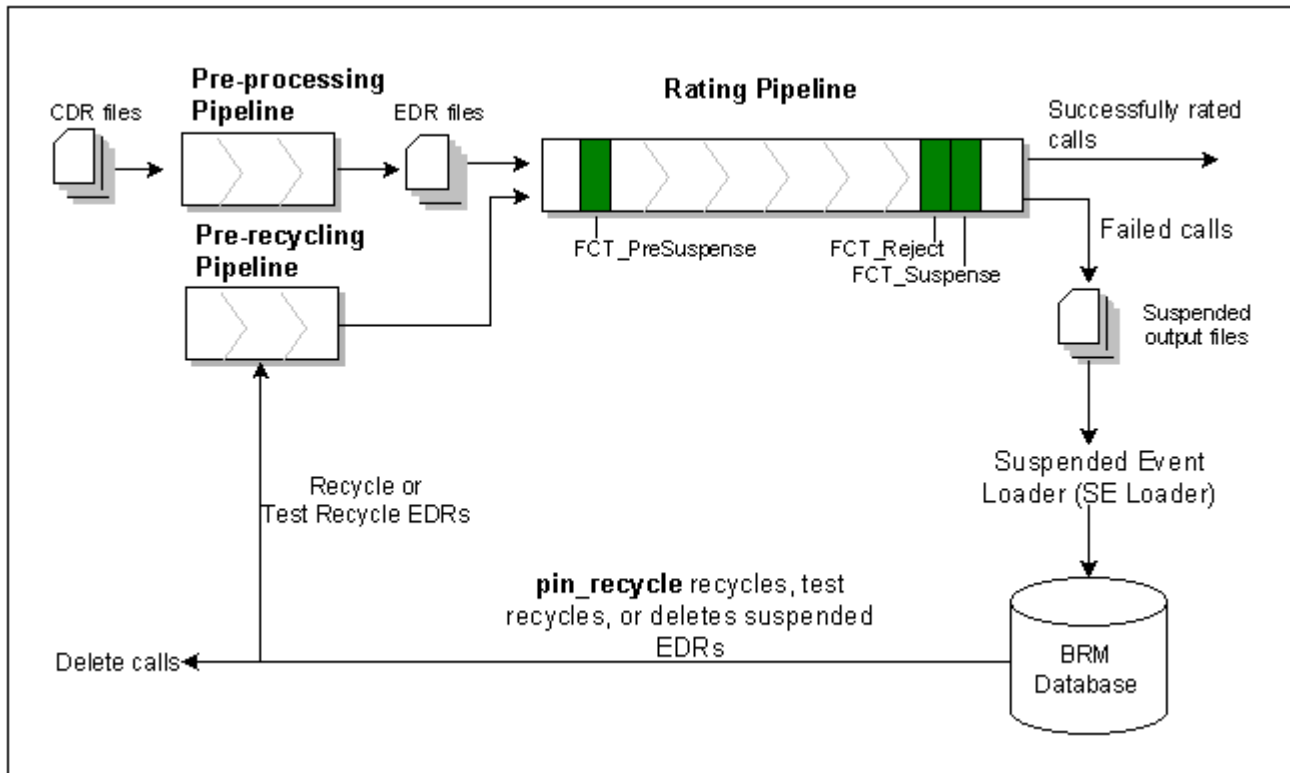 Pre-processing
Pipeline
CDR files
EDR files
Rating Pipeline
Successfully rated
calls
Pre-recycling
Pipeline
FCT_PreSuspense
FCT_Reject
FCT_Suspense
Failed calls
Suspended
output files
Suspended Event
Loader (SE Loader)
Recycle or
Test Recycle EDRs
pin_recycle recycles, test
recycles, or deletes suspended
EDRs
Delete calls
BRM
Database